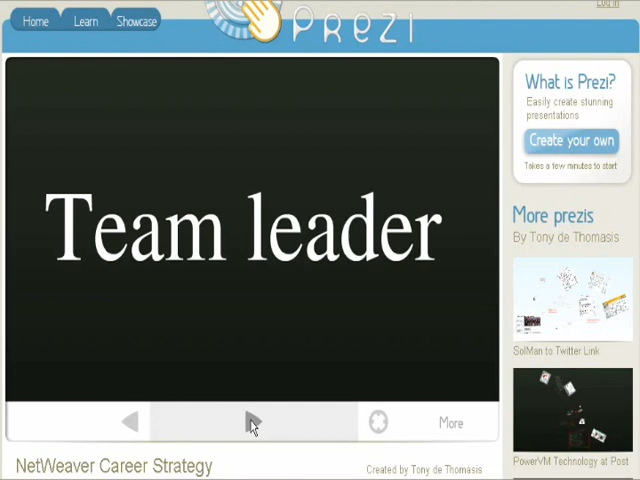 Home Learn Showcase
Log in
PREZI
Team leader
What is Prezi?
Easily create stunning
presentations
Create your own
Takes a few minutes to start
More prezis
By Tony de Thomasis
SolMan to Twitter Link
PowerVM Technology at Post
More
NetWeaver Career Strategy
Created by Tony de Thomasis